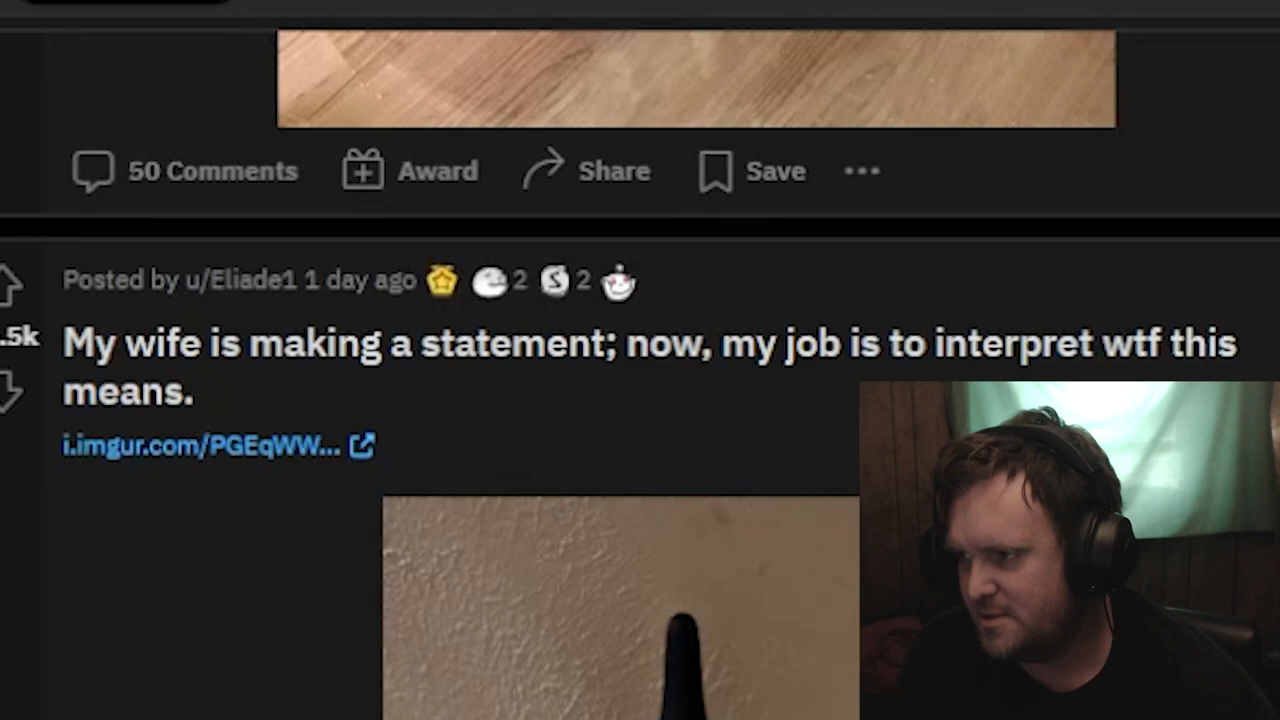 50 Comments Award Share Save
Posted by u/Eliade1 1 day ago 2 2
.5k
My wife is making a statement; now, my job is to interpret wtf this
means.
i.imgur.com/PGEqWW...